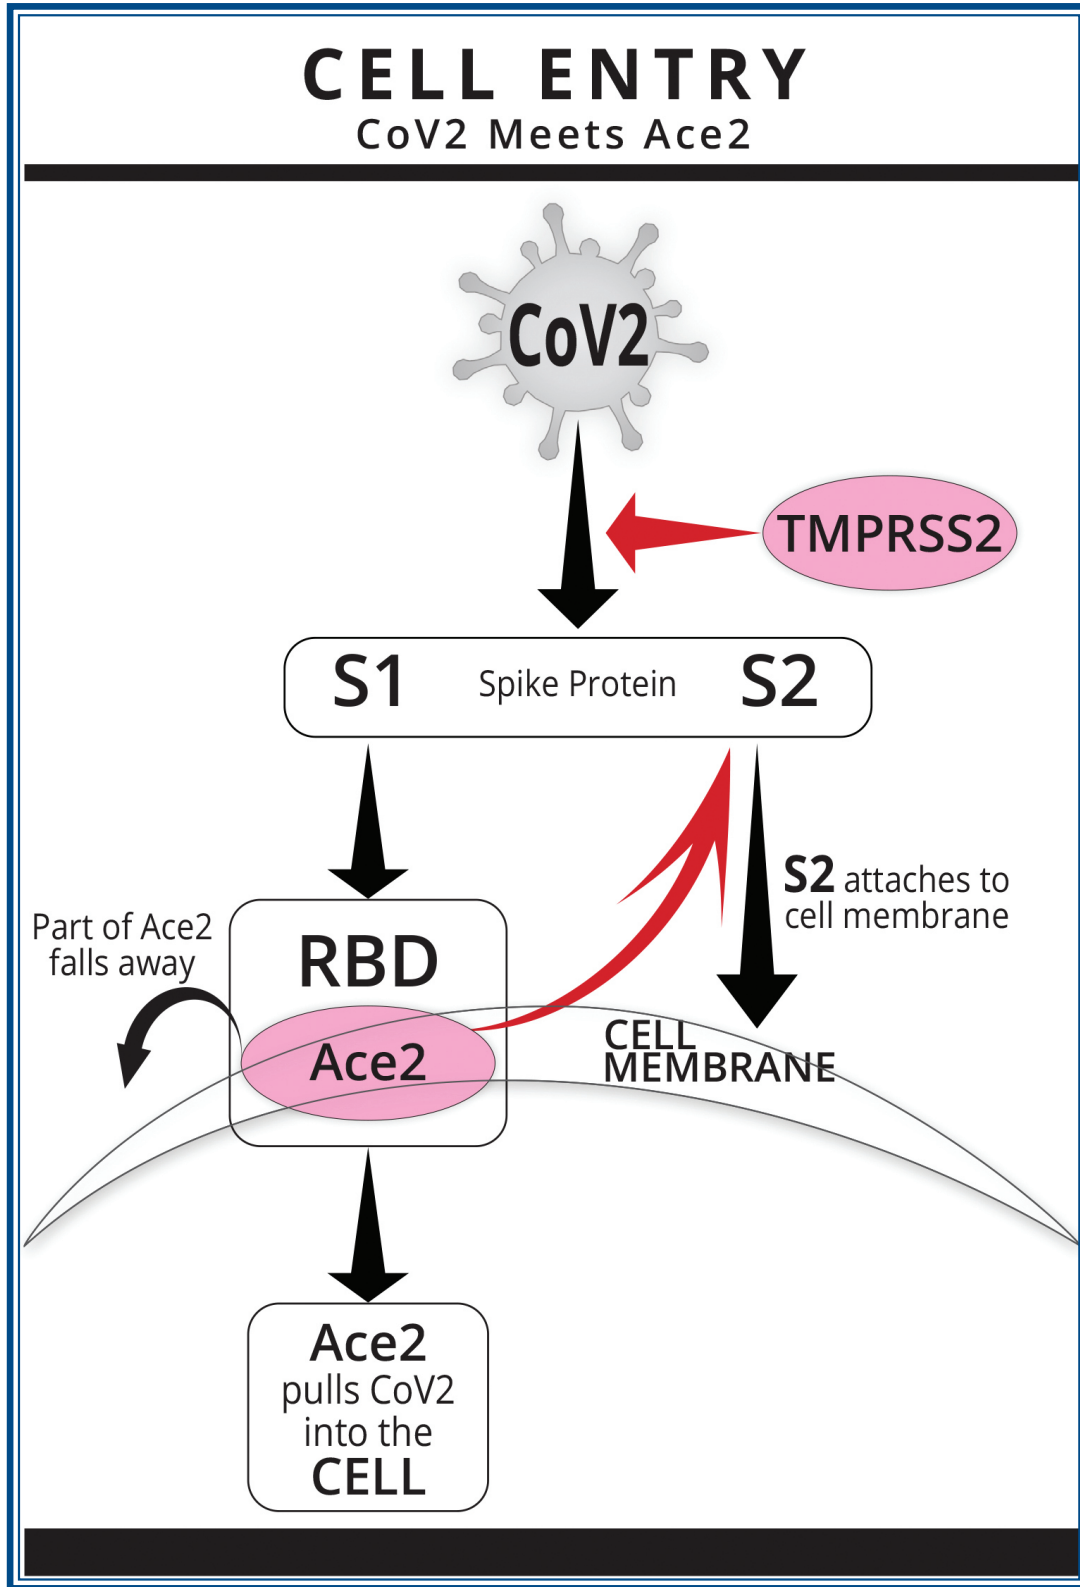 CELL ENTRY
CoV2 Meets Ace2
CoV2
TMPRSS2
S1 Spike Protein S2
S2 attaches to
cell membrane
Part of Ace2
falls away
RBD
Ace2
CELL
MEMBRANE
Ace2
pulls CoV2
into the
CELL